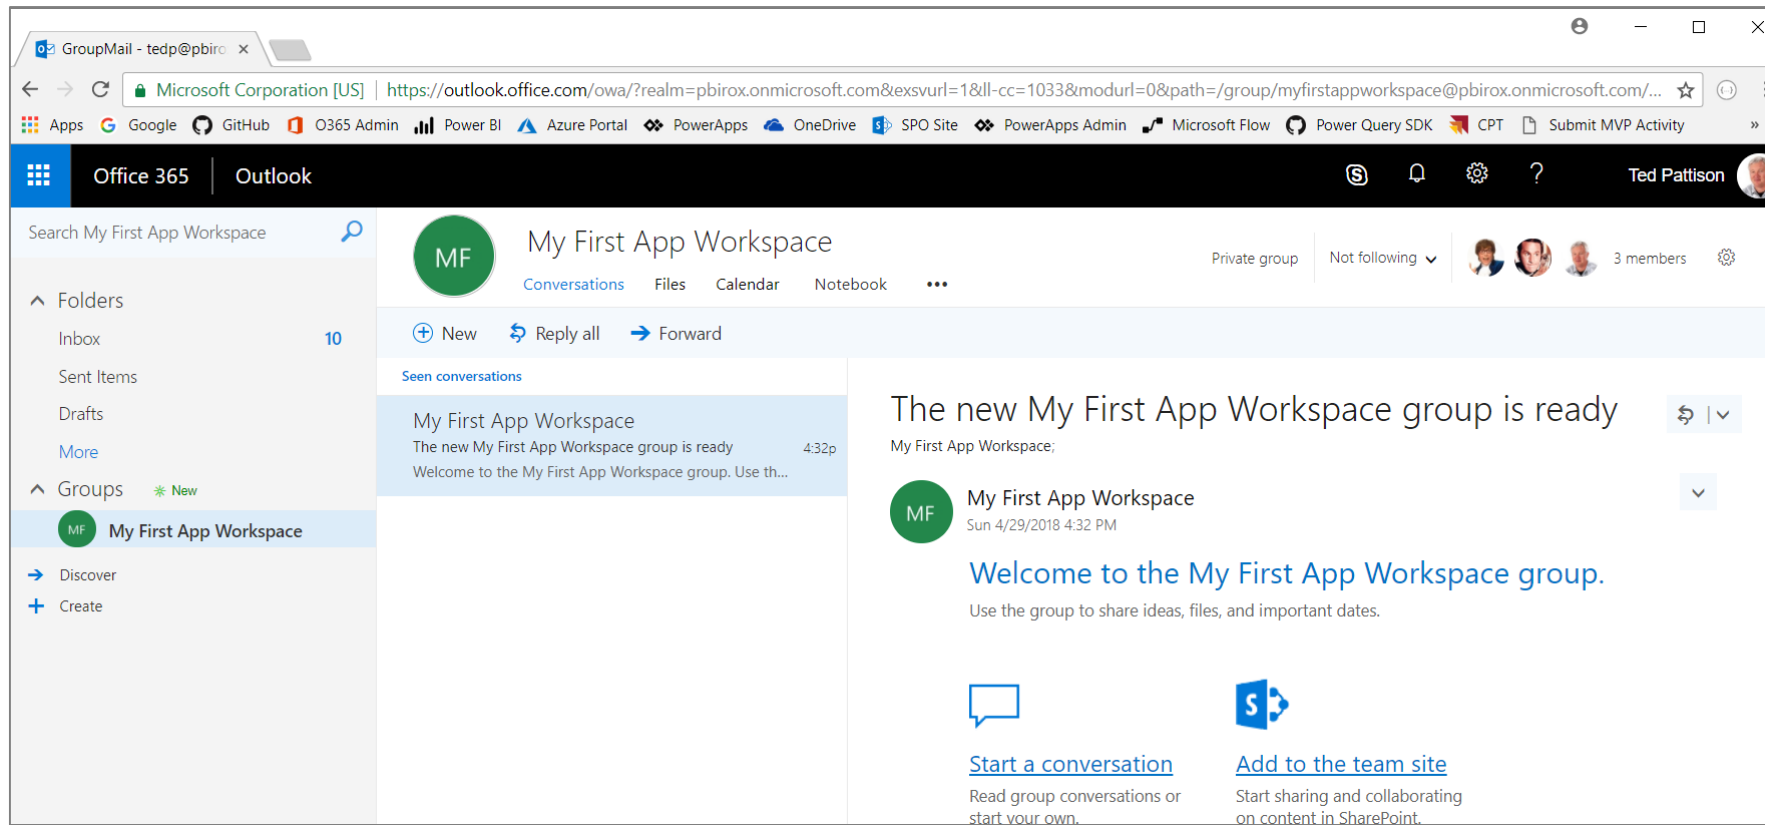 GroupMail - tedp@pbiro
Microsoft Corporation [US] https://outlook.office.com/owa/?realm=pbirox.onmicrosoft.com&exsvurl=1&ll-cc=1033&modurl=0&path=/group/myfirstappworkspace@pbirox.onmicrosoft.com/...
Apps Google GitHub O365 Admin Power BI Azure Portal PowerApps OneDrive SPO Site PowerApps Admin Microsoft Flow Power Query SDK CPT Submit MVP Activity »
Office 365 Outlook ? Ted Pattison
Search My First App Workspace
MF
My First App Workspace
Conversations Files Calendar Notebook •••
Private group Not following 3 members
Folders
Inbox 10
Sent Items
Drafts
More
Groups New
MF My First App Workspace
Discover
Create
New Reply all Forward
Seen conversations
My First App Workspace
The new My First App Workspace group is ready 4:32p
Welcome to the My First App Workspace group. Use th...
The new My First App Workspace group is ready
My First App Workspace;
MF
My First App Workspace
Sun 4/29/2018 4:32 PM
Welcome to the My First App Workspace group.
Use the group to share ideas, files, and important dates.
Start a conversation
Read group conversations or
start your own.
Add to the team site
Start sharing and collaborating
on content in SharePoint.